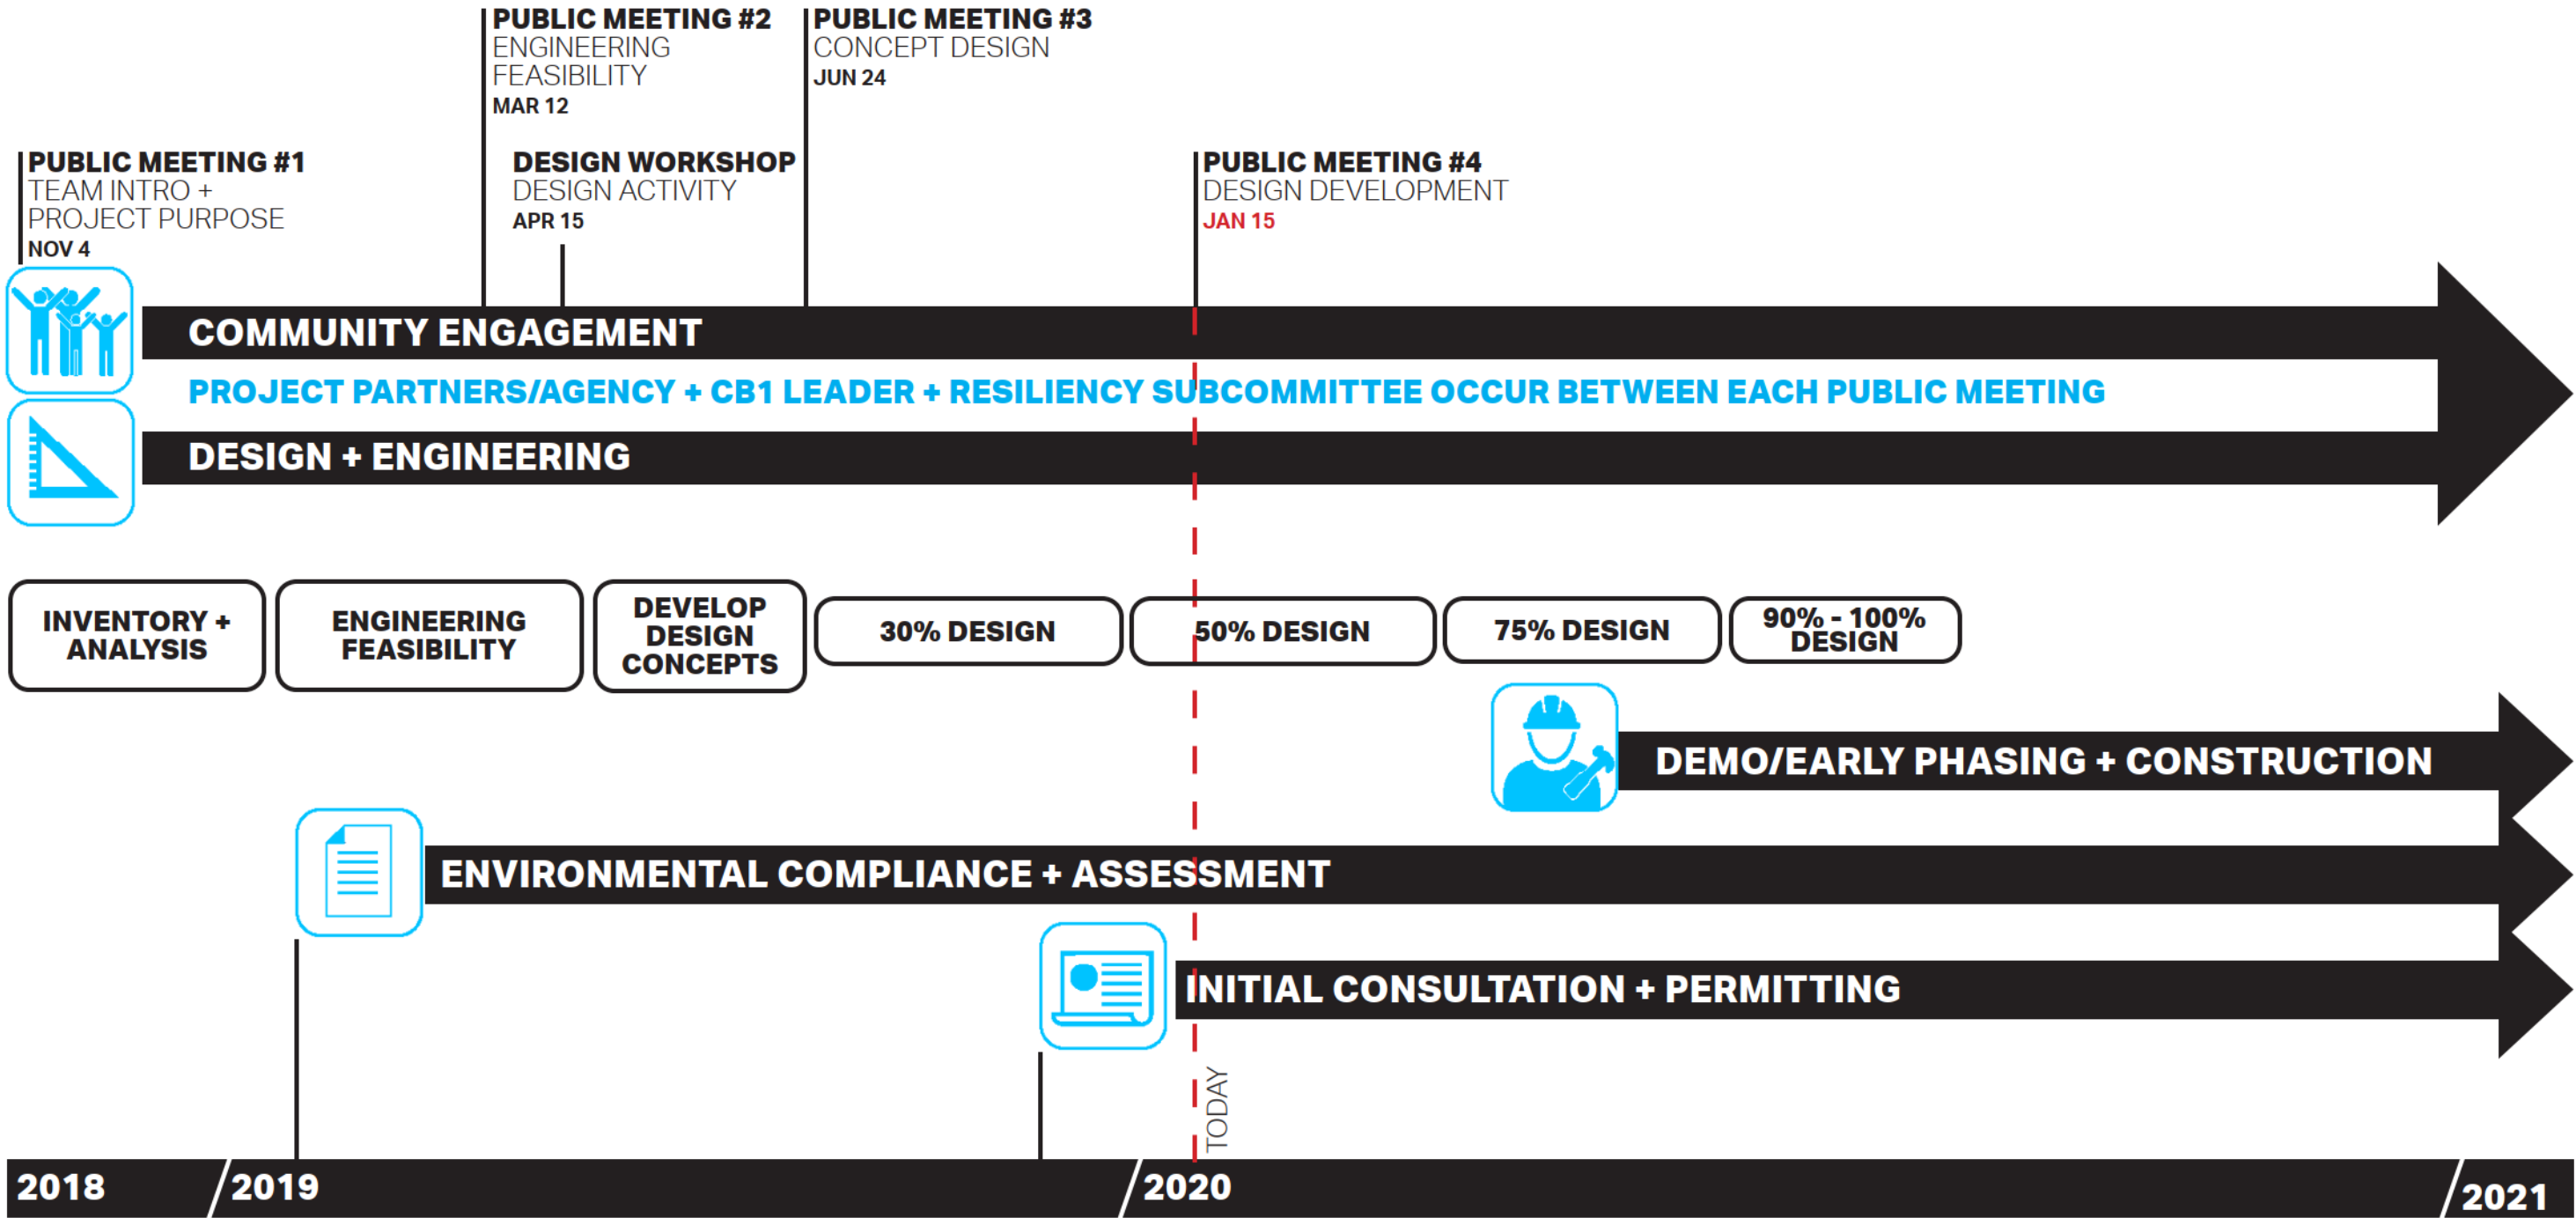 PUBLIC MEETING #2
ENGINEERING
FEASIBILITY
MAR 12
PUBLIC MEETING #3
CONCEPT DESIGN
JUN 24
PUBLIC MEETING #1
TEAM INTRO +
PROJECT PURPOSE
NOV 4
DESIGN WORKSHOP
DESIGN ACTIVITY
APR 15
PUBLIC MEETING #4
DESIGN DEVELOPMENT
JAN 15
COMMUNITY ENGAGEMENT
PROJECT PARTNERS/AGENCY + CB1 LEADER + RESILIENCY SUBCOMMITTEE OCCUR BETWEEN EACH PUBLIC MEETING
DESIGN + ENGINEERING
INVENTORY +
ANALYSIS
ENGINEERING
FEASIBILITY
DEVELOP
DESIGN
CONCEPTS
30% DESIGN
50% DESIGN
75% DESIGN
90% - 100%
DESIGN
DEMO/EARLY PHASING + CONSTRUCTION
ENVIRONMENTAL COMPLIANCE + ASSESSMENT
INITIAL CONSULTATION + PERMITTING
TODAY
2018
2019
2020
2021